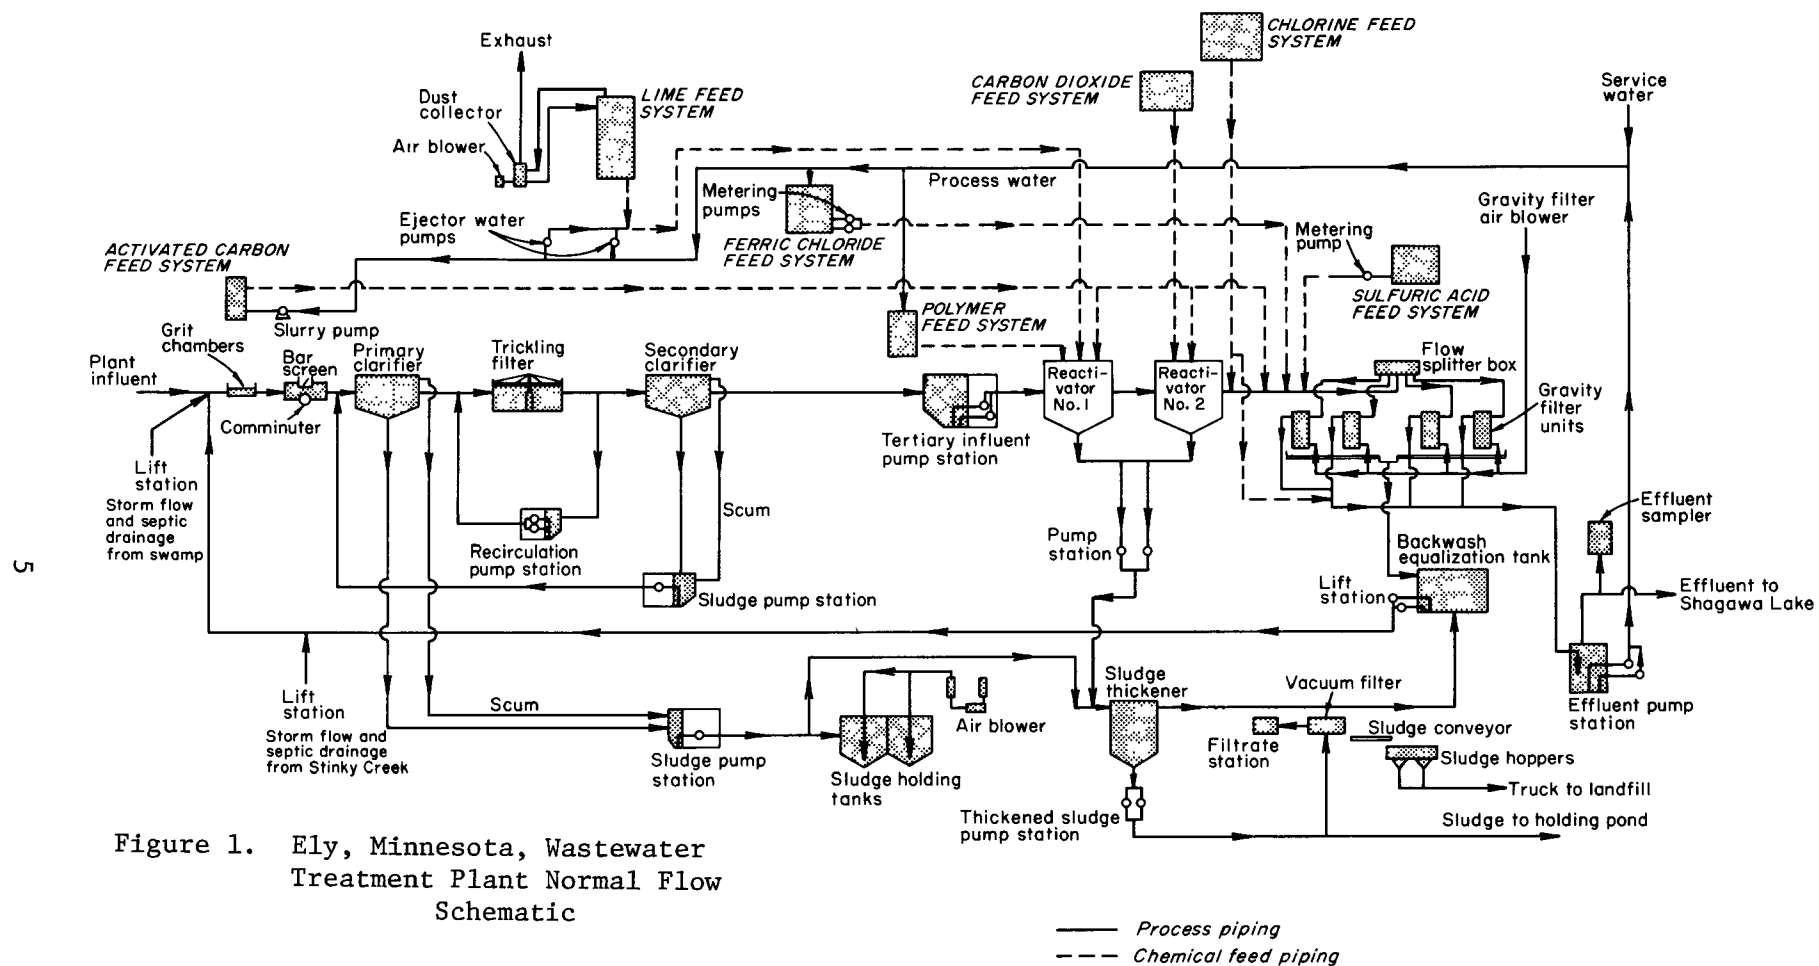 Exhaust
CHLORINE FEED
SYSTEM
CARBON DIOXIDE
FEED SYSTEM
Service
water
Dust
collector
LIME FEED
SYSTEM
Air blower
Process water
Metering
pumps
Gravity filter
air blower
Ejector water
pumps
FERRIC CHLORIDE
FEED SYSTEM
Metering
pump
ACTIVATED CARBON
FEED SYSTEM
SULFURIC ACID
FEED SYSTEM
POLYMER
FEED SYSTEM
Slurry pump
Grit
chambers
Plant
influent
Bar
screen
Primary
clarifier
Trickling
filter
Secondary
clarifier
Reacti-
vator
No. 1
Reacti-
vator
No. 2
Flow
splitter box
Gravity
filter
units
Comminuter
Tertiary influent
pump station
Lift
station
Storm flow
and septic
drainage
from swamp
Scum
Effluent
sampler
Recirculation
pump station
Pump
station
Backwash
equalization tank
Sludge pump station
Lift
station
Effluent to
Shagawa Lake
5
Lift
station
Storm flow and
septic drainage
from Stinky Creek
Scum
Sludge pump
station
Air blower
Sludge holding
tanks
Sludge
thickener
Vacuum filter
Effluent pump
station
Filtrate
station
Sludge conveyor
Sludge hoppers
Truck to landfill
Thickened sludge
pump station
Sludge to holding pond
Figure 1. Ely, Minnesota, Wastewater
Treatment Plant Normal Flow
Schematic
Process piping
Chemical feed piping